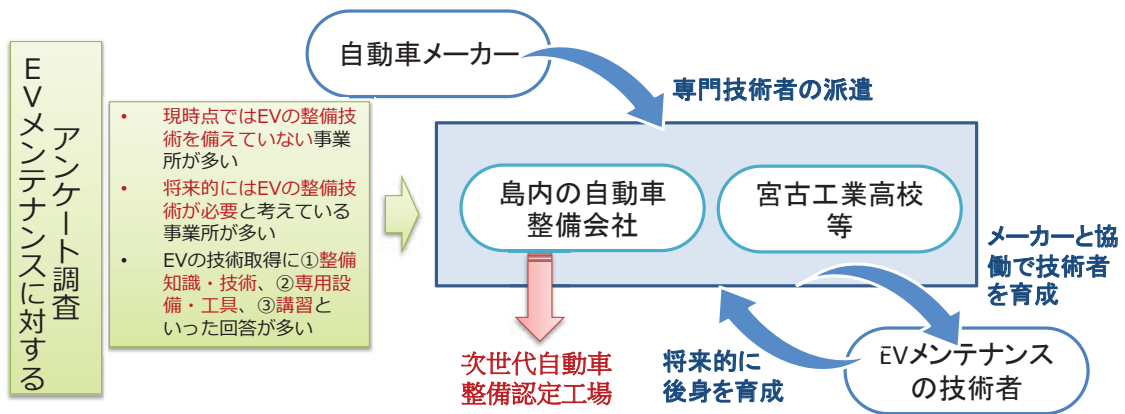 EVメンテナンスに対する
アンケート調査
• 現時点ではEVの整備技
術を備えていない事業
所が多い
• 将来的にはEVの整備技
術が必要と考えている
事業所が多い
• EVの技術取得に①整備
知識・技術、②専用設
備・工具、③講習と
いった回答が多い
自動車メーカー
専門技術者の派遣
島内の自動車
整備会社
宮古工業高校
等
メーカーと協
働で技術者
を育成
次世代自動車
整備認定工場
将来的に
後身を育成
EVメンテナンス
の技術者